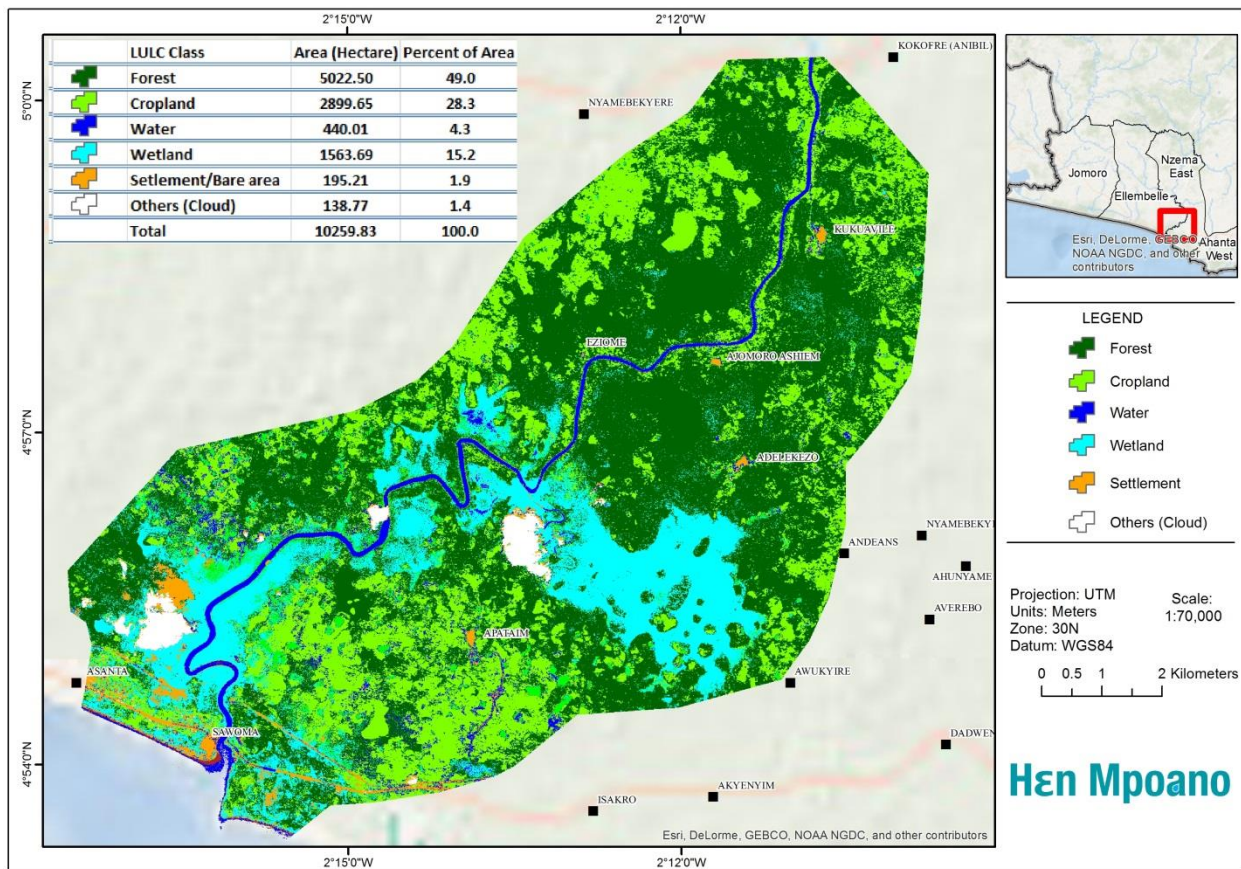 2°15'0"W 2°12'0"W
LULC Class Area (Hectare) Percent of Area
Forest 5022.50 49.0
Cropland 2899.65 28.3
Water 440.01 4.3
Wetland 1563.69 15.2
Setlement/Bare area 195.21 1.9
Others (Cloud) 138.77 1.4
Total 10259.83 100.0
5°0'0"N
4°57'0"N
4°54'0"N
KOKOFRE (ANIBIL)
NYAMEBEKYERE
KUKUAVILE
EZIOME
AJOMORO ASHIEM
ADELEKEZO
NYAMEBEKYE
ANDEANS
AHUNYAME
AVEREBO
APATAIM
ASANTA
AWUKYIRE
SAWOMA
DADWEN
AKYENYIM
ISAKRO
Esri, DeLorme, GEBCO, NOAA NGDC, and other contributors
2°15'0"W 2°12'0"W
Nzema
East
Jomoro
Ellembelle
Ahanta
West
Esri, DeLorme, GEBCO
NOAA NGDC, and other
contributors
LEGEND
Forest
Cropland
Water
Wetland
Settlement
Others (Cloud)
Projection: UTM
Units: Meters
Zone: 30N
Datum: WGS84
Scale:
1:70,000
0 0.5 1 2 Kilometers
Hɛn Mpoano